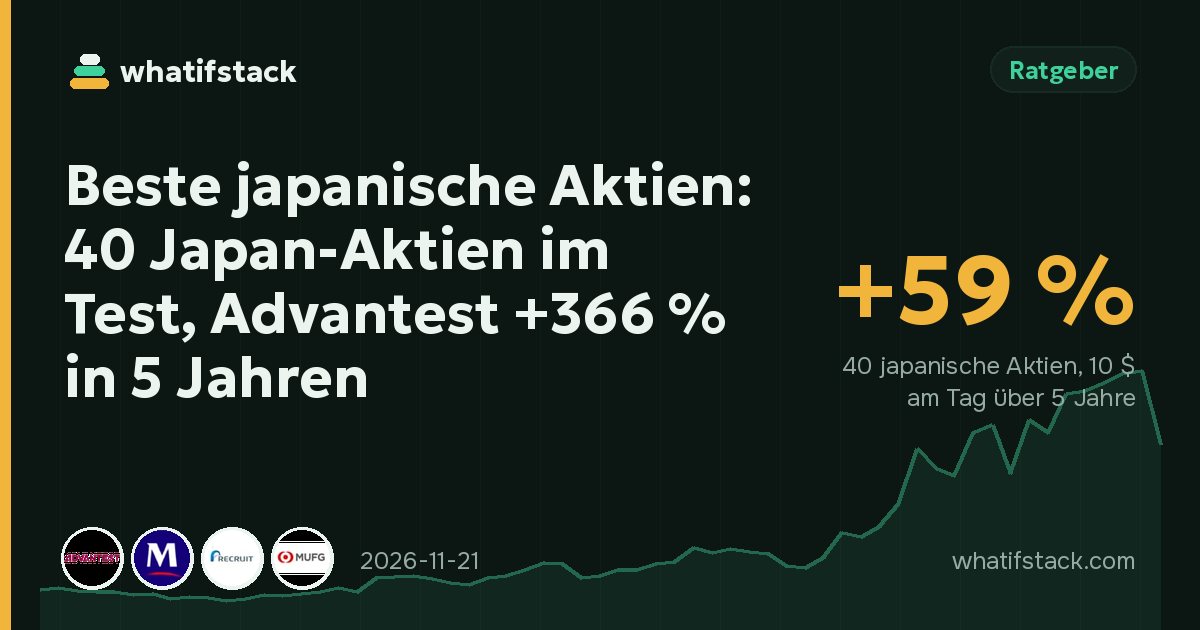 whatifstack
Ratgeber
Beste japanische Aktien:
40 Japan-Aktien im
Test, Advantest +366 %
in 5 Jahren
+59 %
40 japanische Aktien, 10 $
am Tag über 5 Jahre
ADVANTEST
M
RECRUIT
MUFG
2026-11-21
whatifstack.com